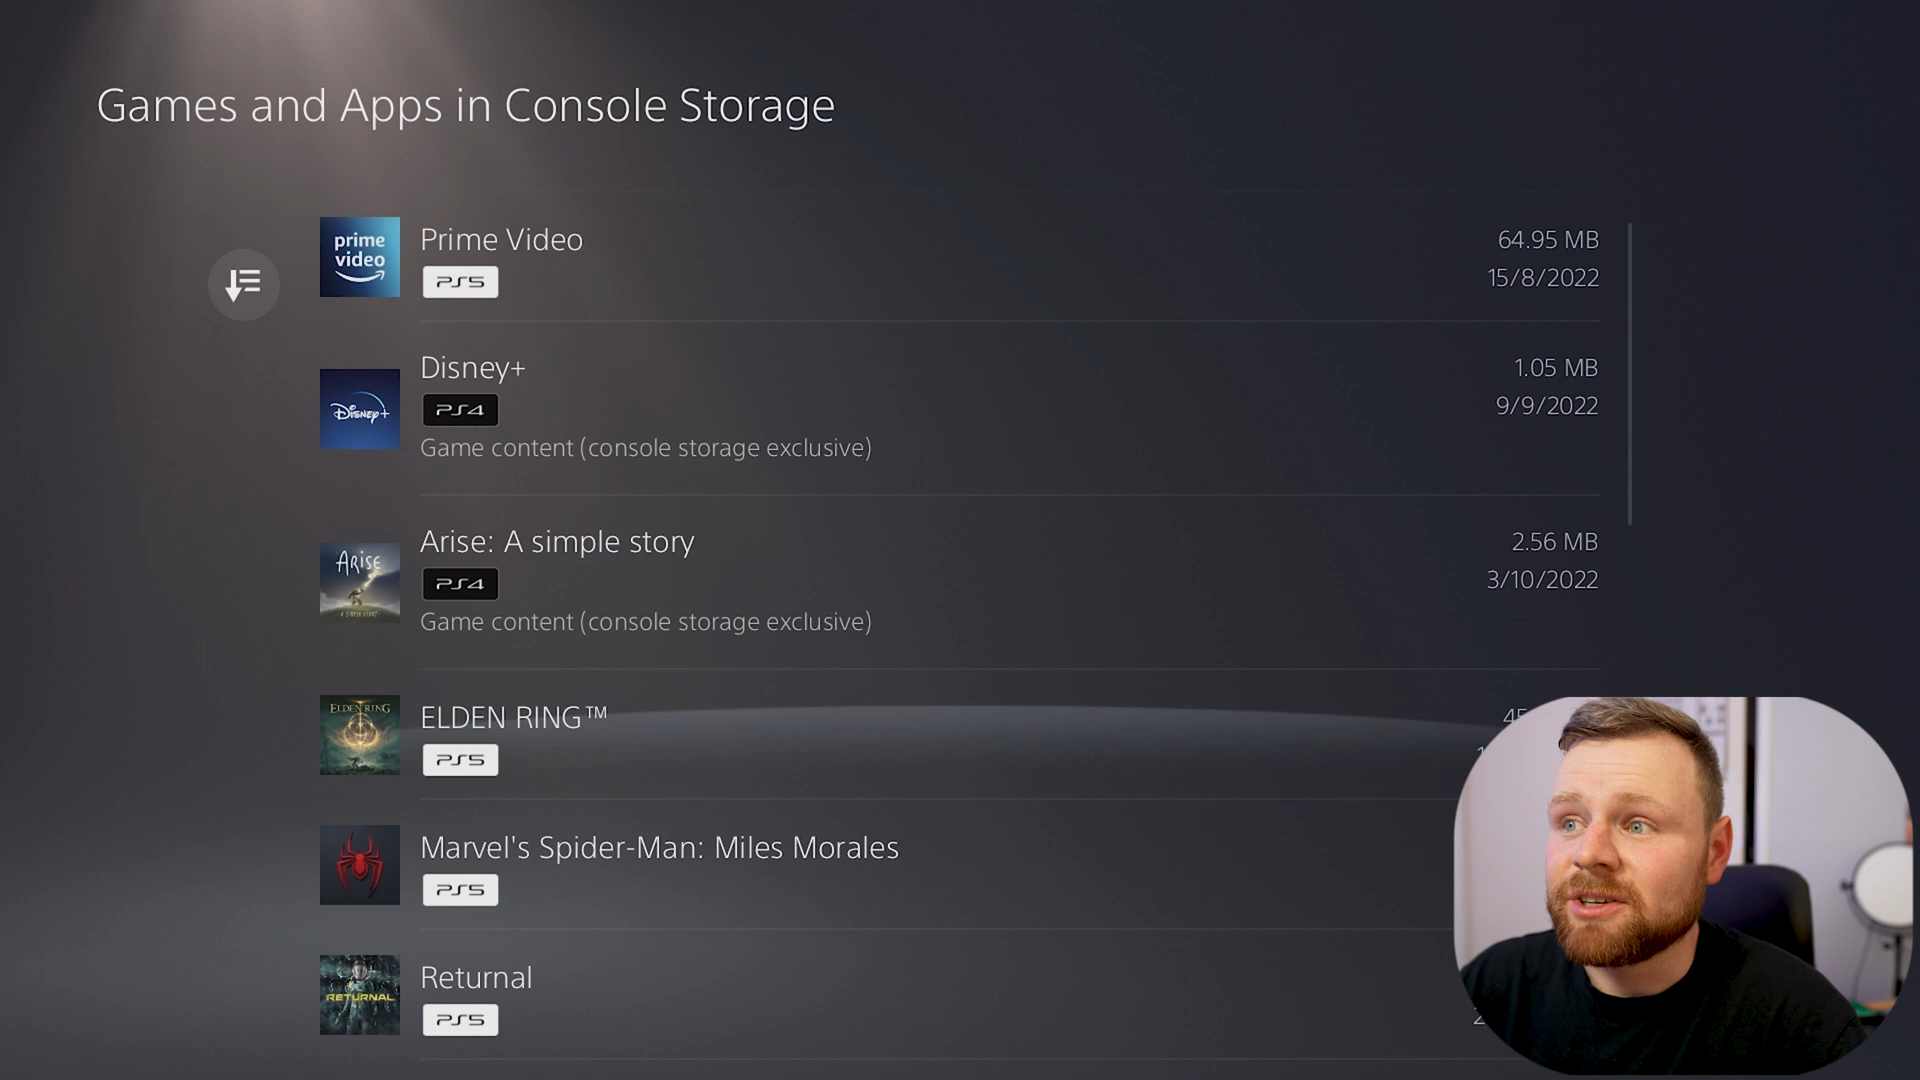 Games and Apps in Console Storage
prime
video
Prime Video
64.95 MB
PS5
15/8/2022
Disney+
1.05 MB
Disney+
PS4
9/9/2022
Game content (console storage exclusive)
Arise: A simple story
2.56 MB
ARISE
A SIMPLE STORY
PS4
3/10/2022
Game content (console storage exclusive)
ELDEN RING
ELDEN RING™
PS5
Marvel's Spider-Man: Miles Morales
PS5
Returnal
RETURNAL
PS5